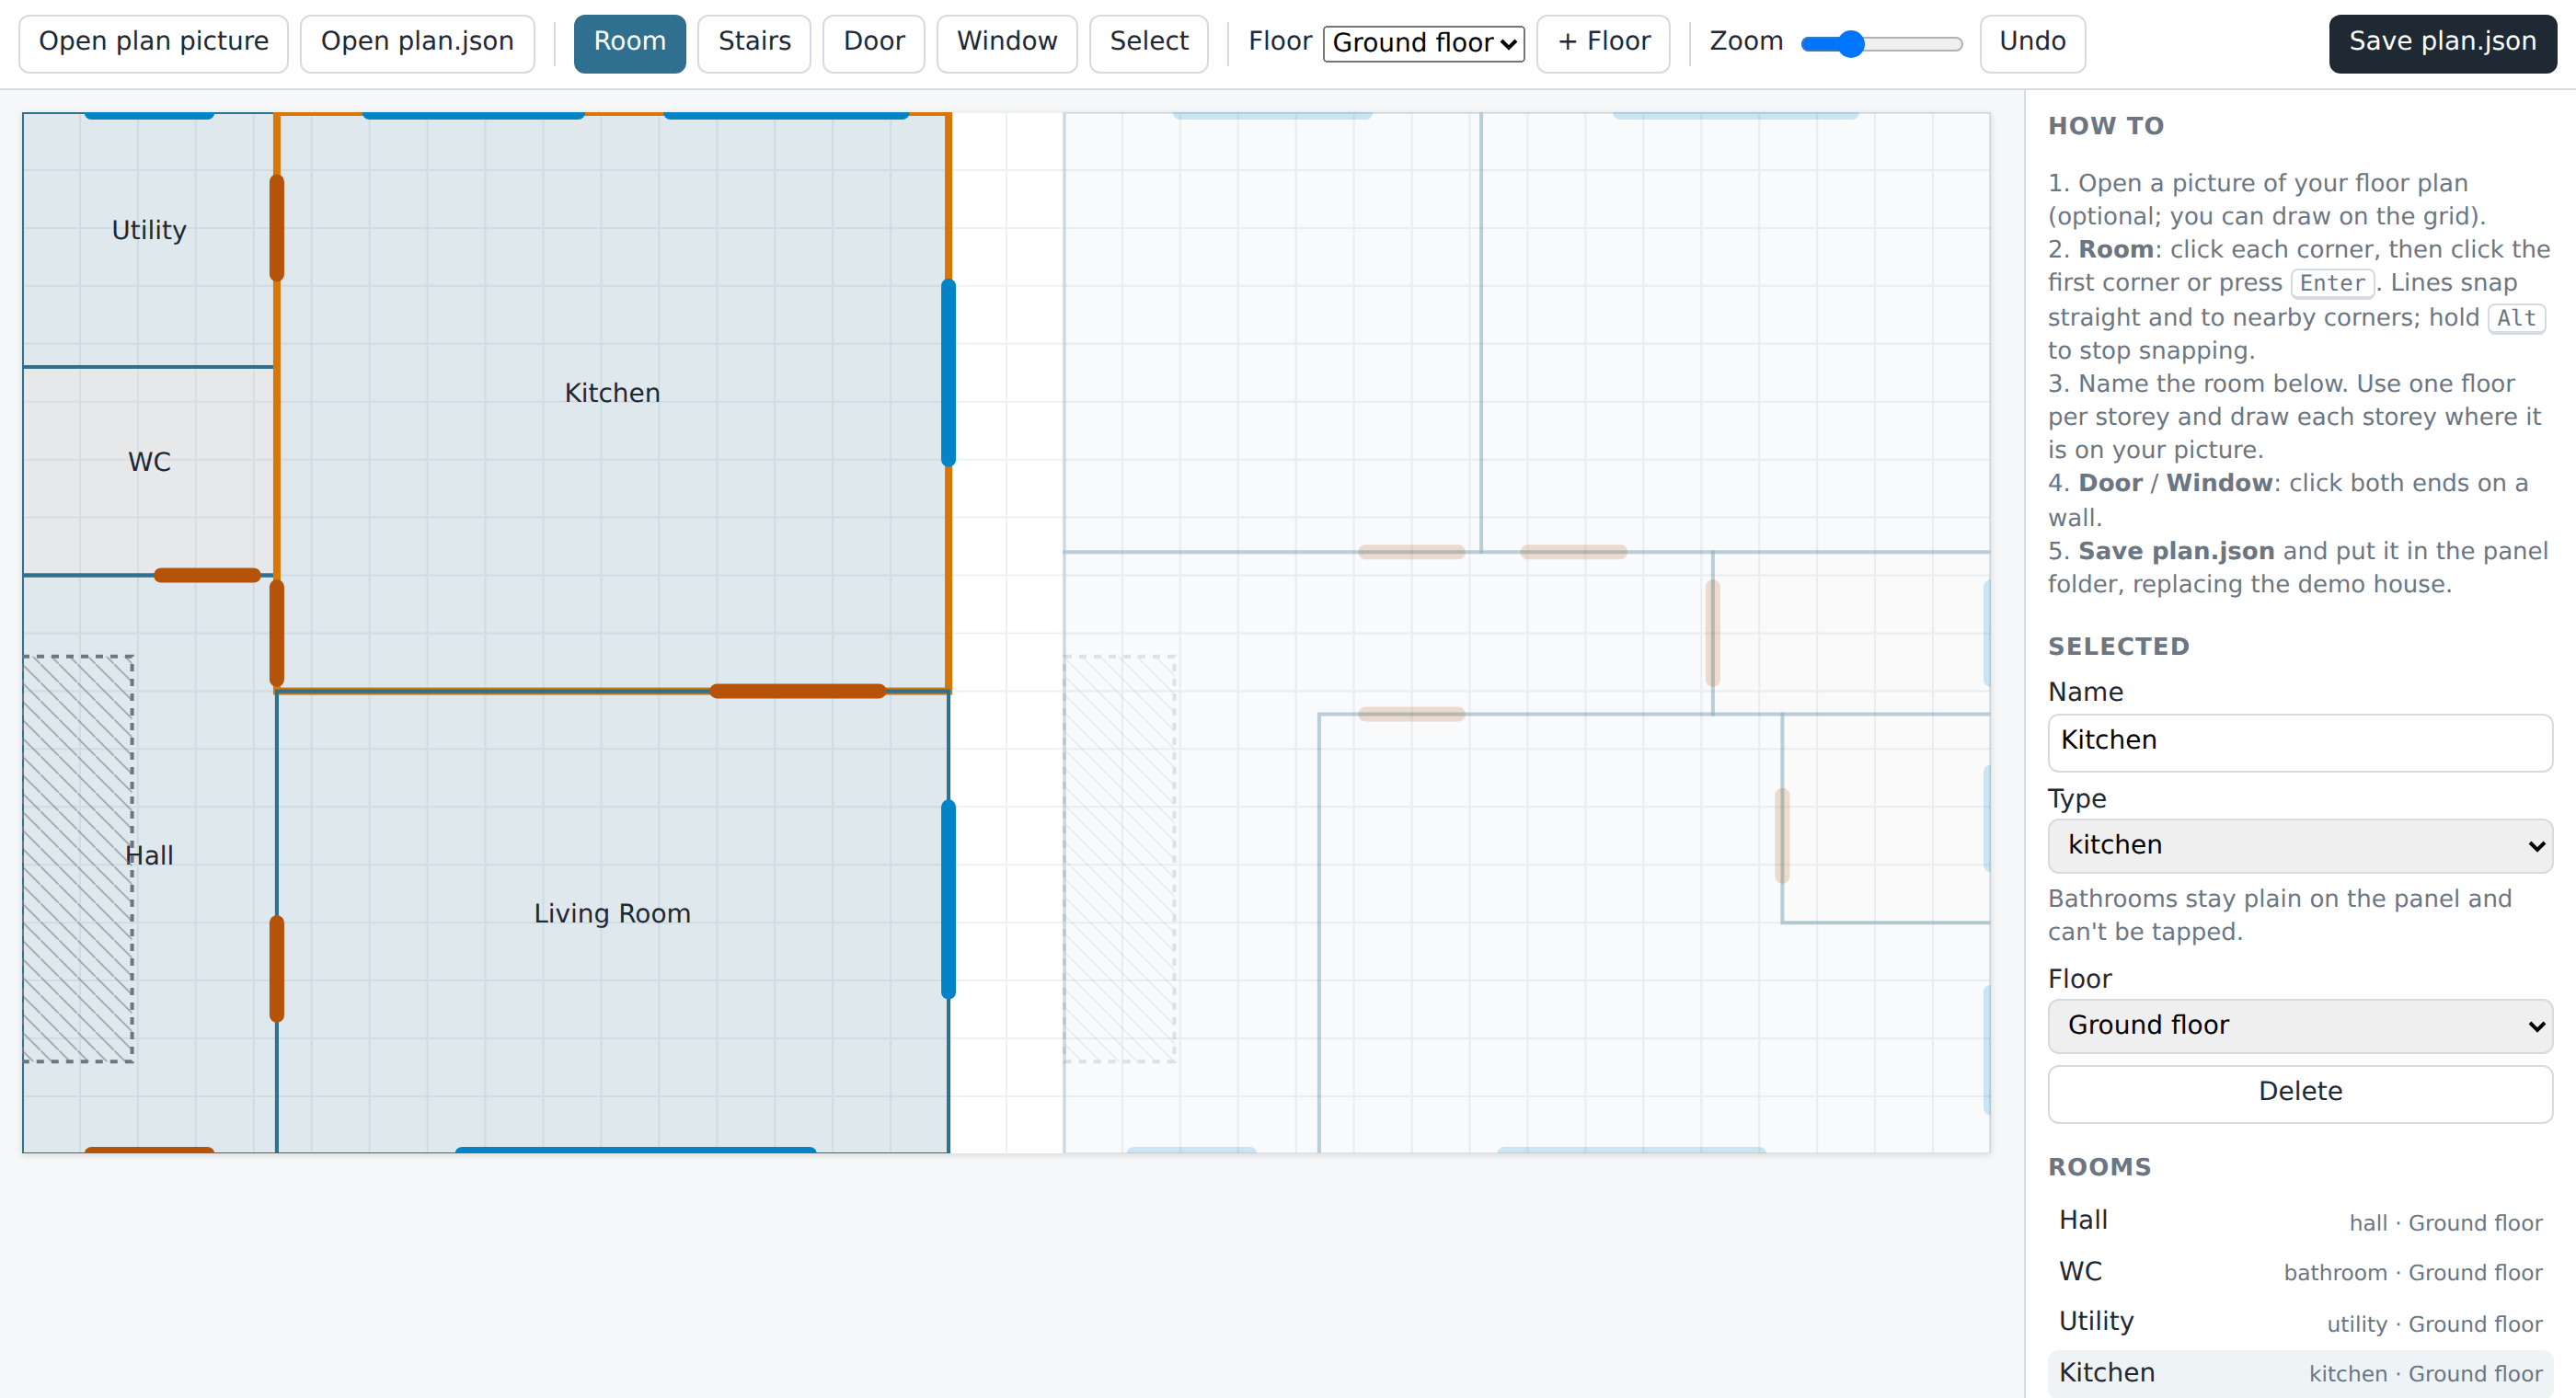 Open plan picture Open plan.json Room Stairs Door Window Select Floor Ground floor + Floor Zoom Undo Save plan.json
Utility
Kitchen
WC
Hall
Living Room
HOW TO
1. Open a picture of your floor plan
(optional; you can draw on the grid).
2. Room: click each corner, then click the
first corner or press Enter. Lines snap
straight and to nearby corners; hold Alt
to stop snapping.
3. Name the room below. Use one floor
per storey and draw each storey where it
is on your picture.
4. Door / Window: click both ends on a
wall.
5. Save plan.json and put it in the panel
folder, replacing the demo house.
SELECTED
Name
Kitchen
Type
kitchen
Bathrooms stay plain on the panel and
can't be tapped.
Floor
Ground floor
Delete
ROOMS
Hall hall · Ground floor
WC bathroom · Ground floor
Utility utility · Ground floor
Kitchen kitchen · Ground floor